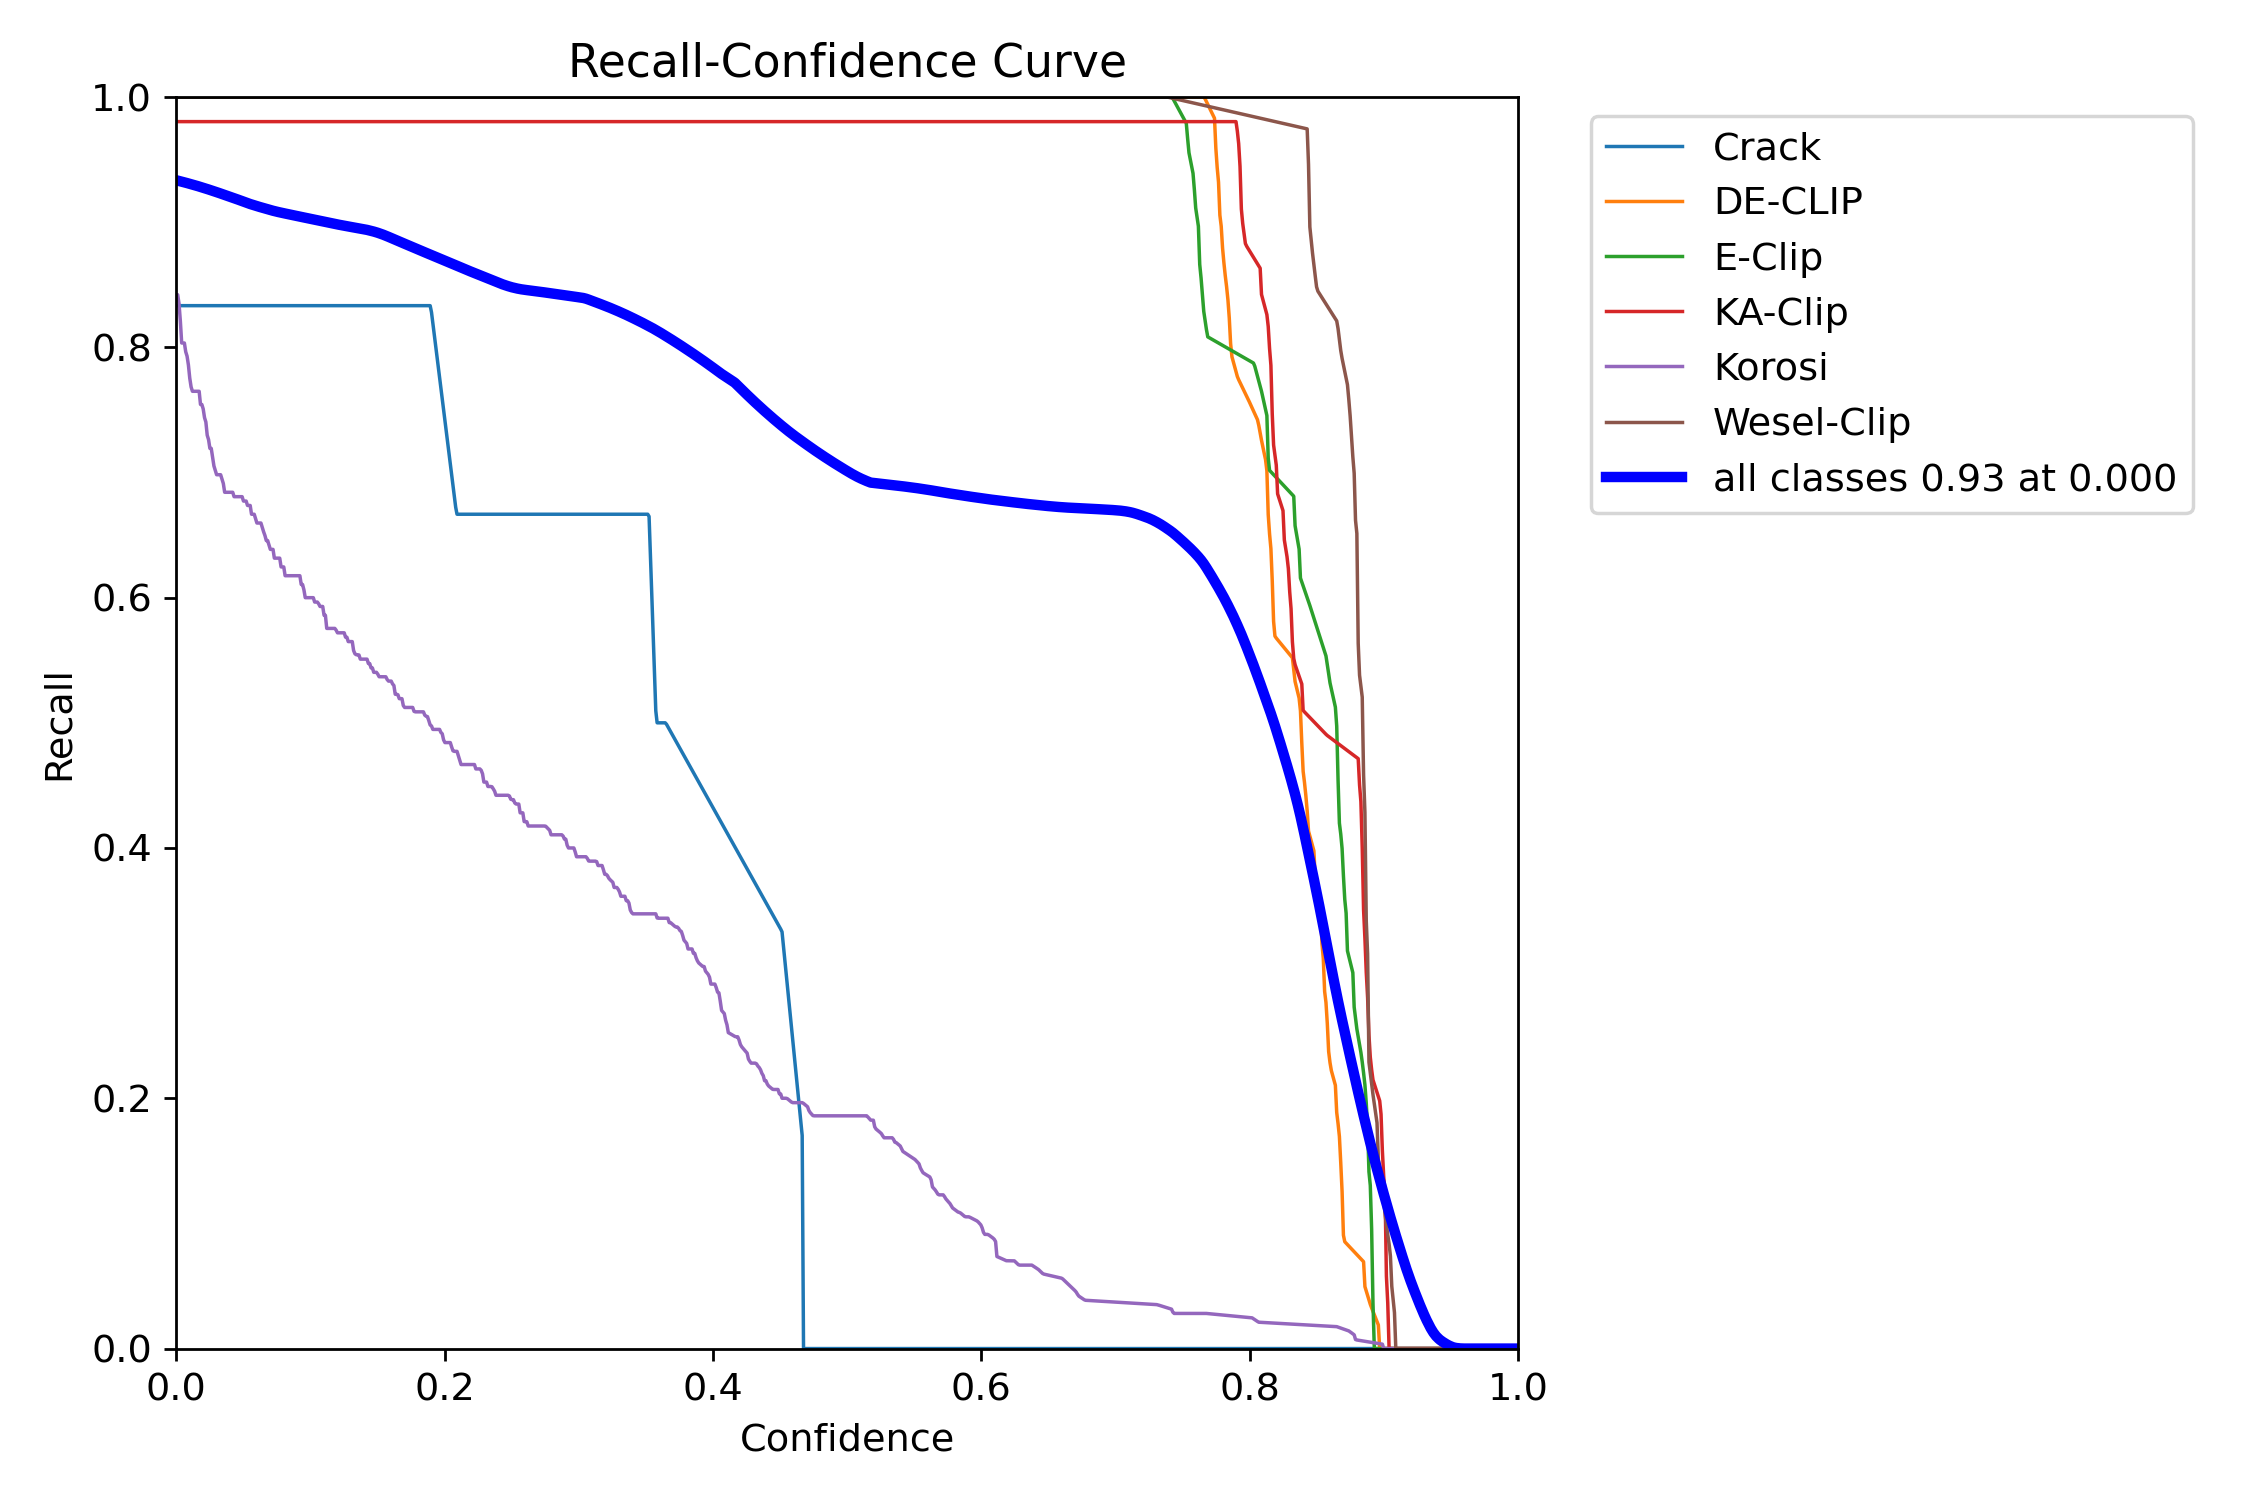 Recall-Confidence Curve
1.0
0.8
0.6
0.4
0.2
0.0
Recall
0.0 0.2 0.4 0.6 0.8 1.0
Confidence
Crack
DE-CLIP
E-Clip
KA-Clip
Korosi
Wesel-Clip
all classes 0.93 at 0.000